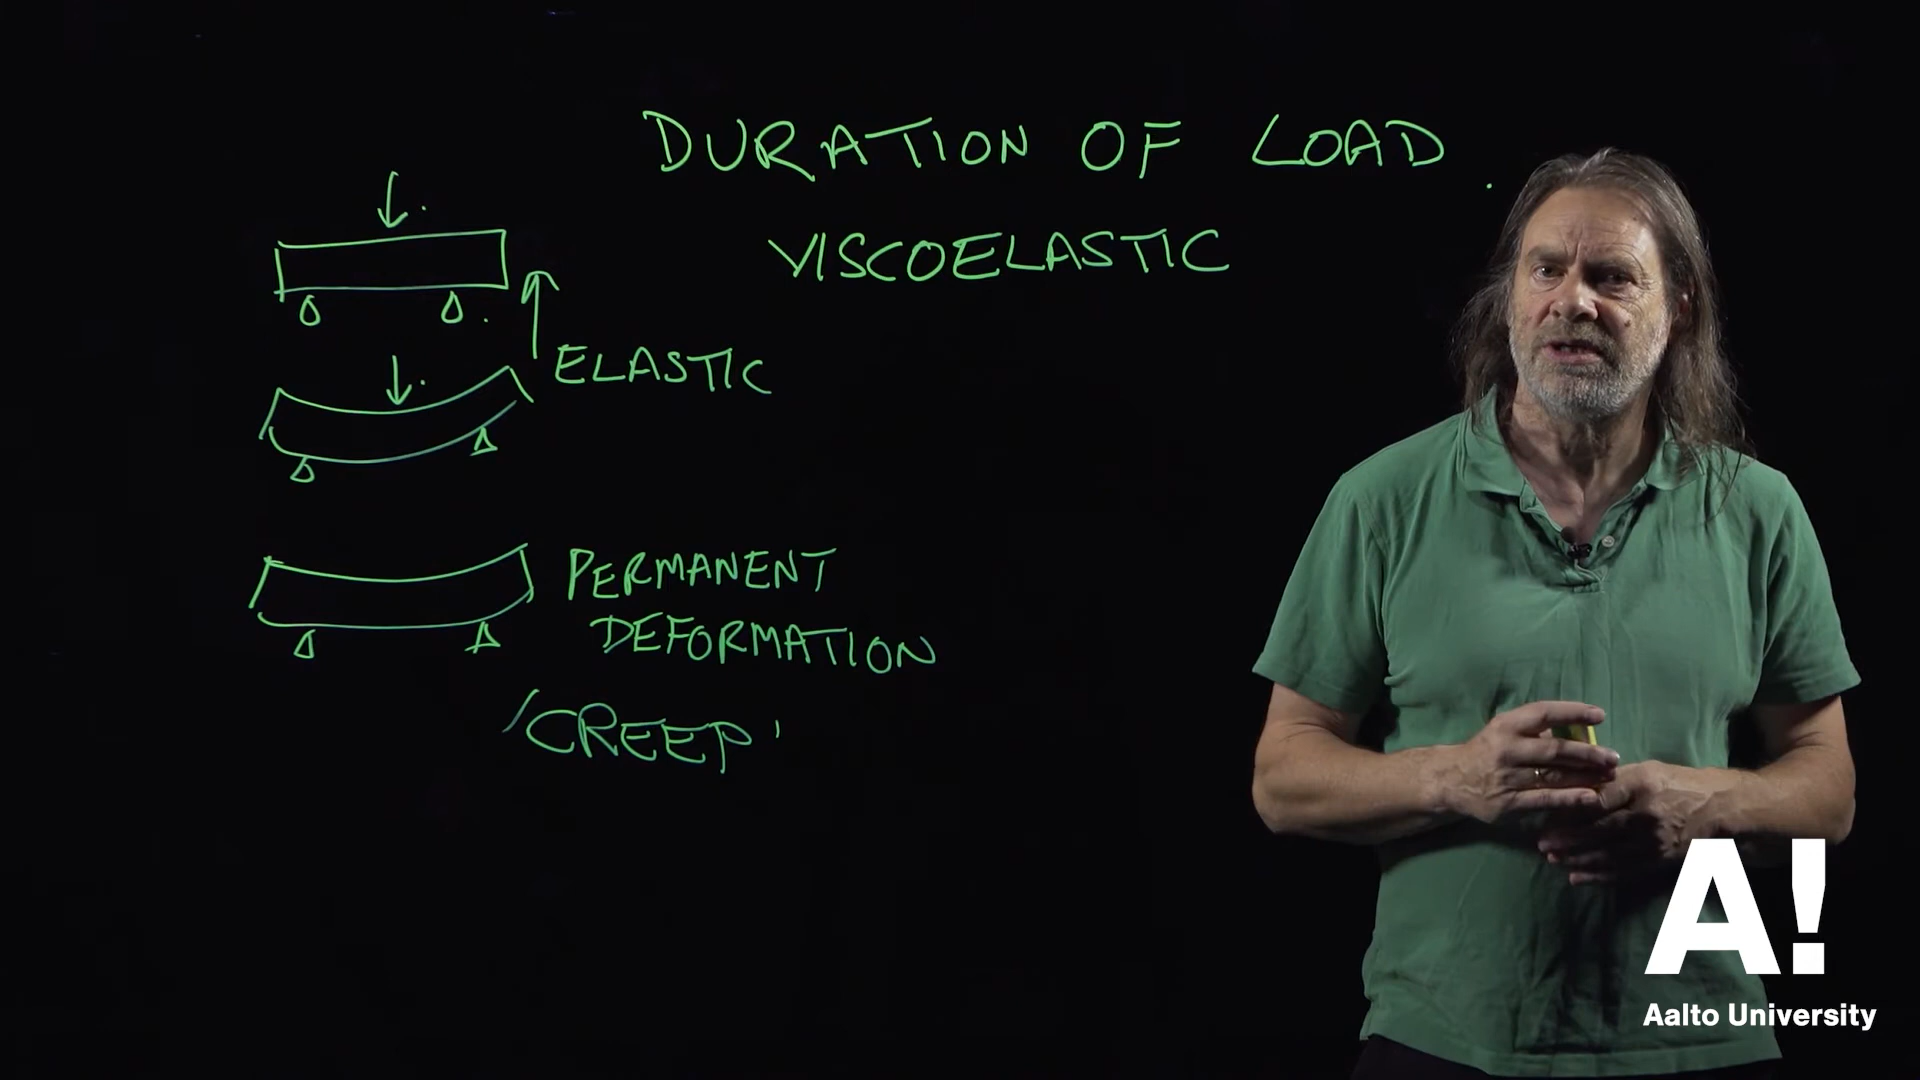 DURATION OF LOAD.
VISCOELASTIC
ELASTIC
PERMANENT
DEFORMATION
'CREEP'
A!
Aalto University